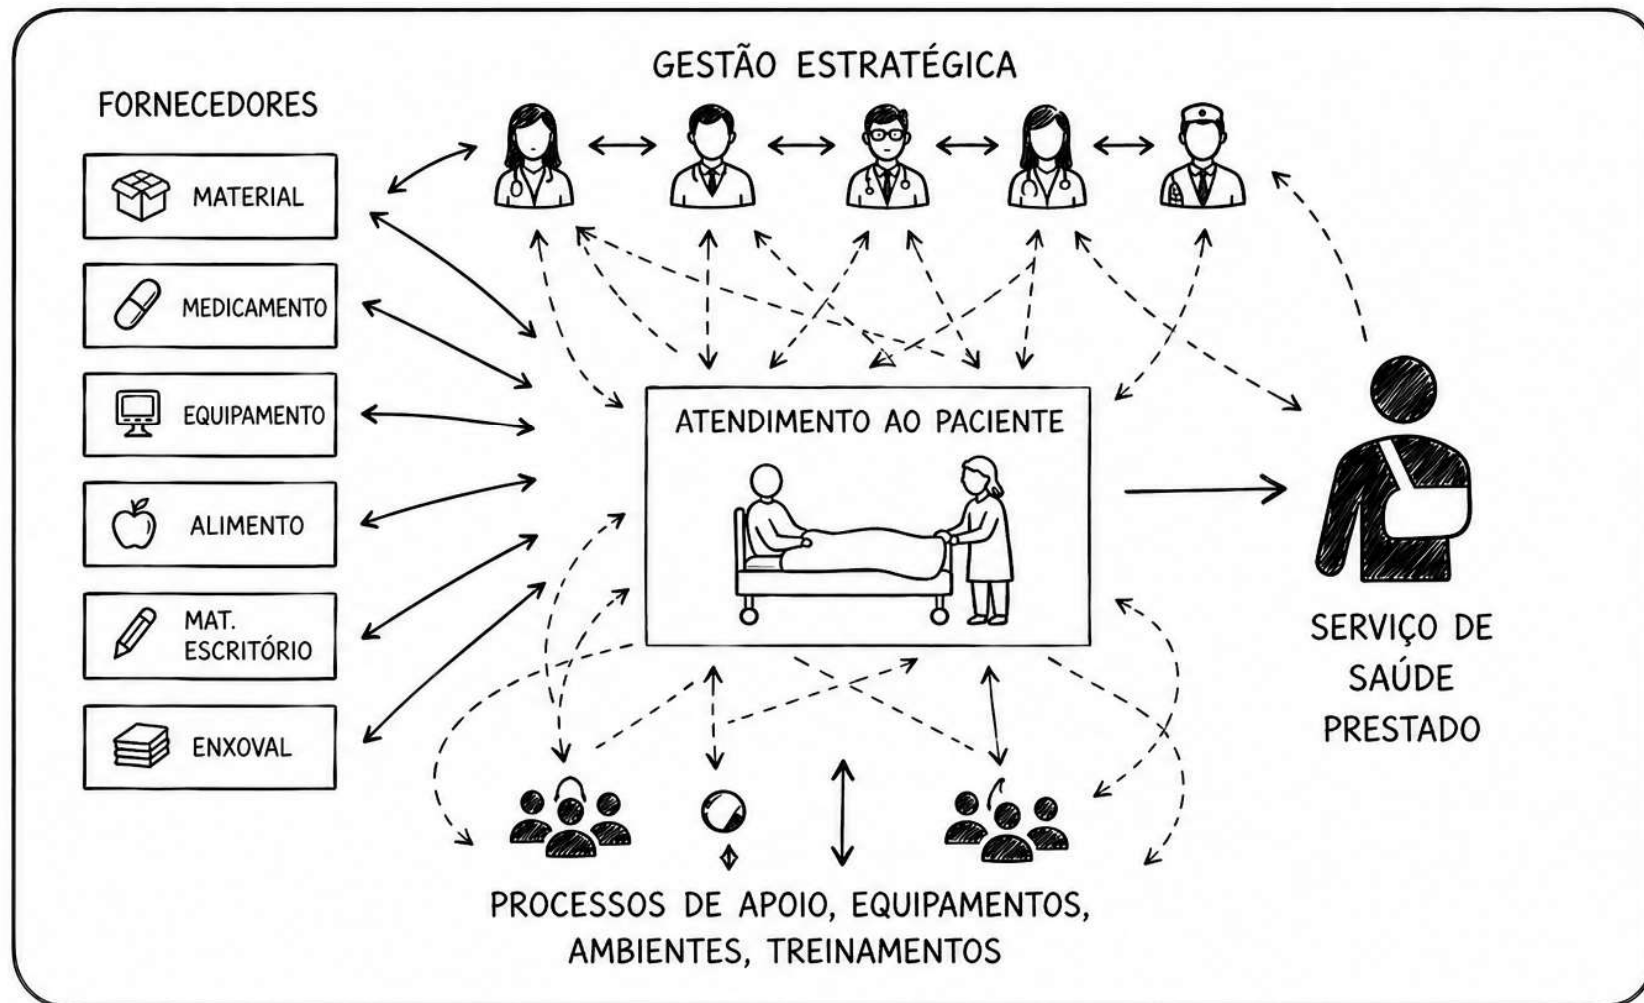 GESTÃO ESTRATÉGICA
FORNECEDORES
MATERIAL
MEDICAMENTO
EQUIPAMENTO
ALIMENTO
MAT.
ESCRITÓRIO
ENXOVAL
ATENDIMENTO AO PACIENTE
SERVIÇO DE
SAÚDE
PRESTADO
PROCESSOS DE APOIO, EQUIPAMENTOS,
AMBIENTES, TREINAMENTOS